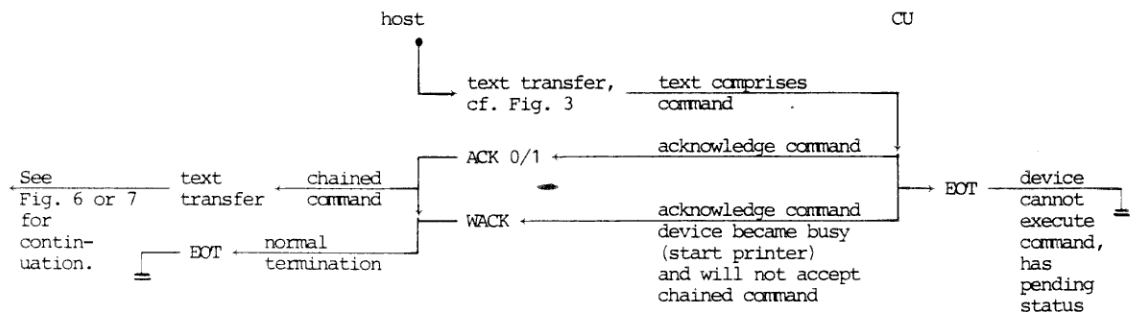 host CU
text transfer, text comprises
cf. Fig. 3 command
ACK 0/1 acknowledge command
See text chained EOT device
Fig. 6 or 7 transfer command cannot
for WACK acknowledge command execute
contin- EOT normal device became busy command,
uation. termination (start printer) has
and will not accept pending
chained command status